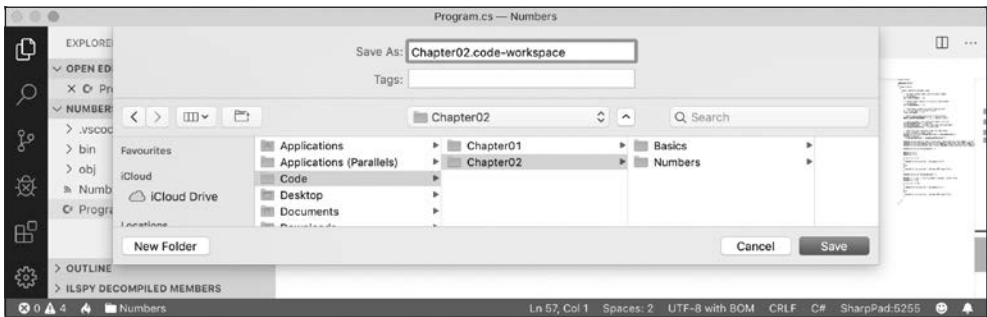 Program.cs — Numbers
EXPLORE
Save As: Chapter02.code-workspace
OPEN ED
Tags:
Pr
NUMBER
Chapter02
Search
.vscod
bin
obj
Numb
Progra
Favourites
iCloud
iCloud Drive
Locations
Applications
Applications (Parallels)
Code
Desktop
Documents
Downloads
Chapter01
Chapter02
Basics
Numbers
New Folder
Cancel
Save
OUTLINE
ILSPY DECOMPILED MEMBERS
0 4 Numbers Ln 57, Col 1 Spaces: 2 UTF-8 with BOM CRLF C# SharpPad:5255